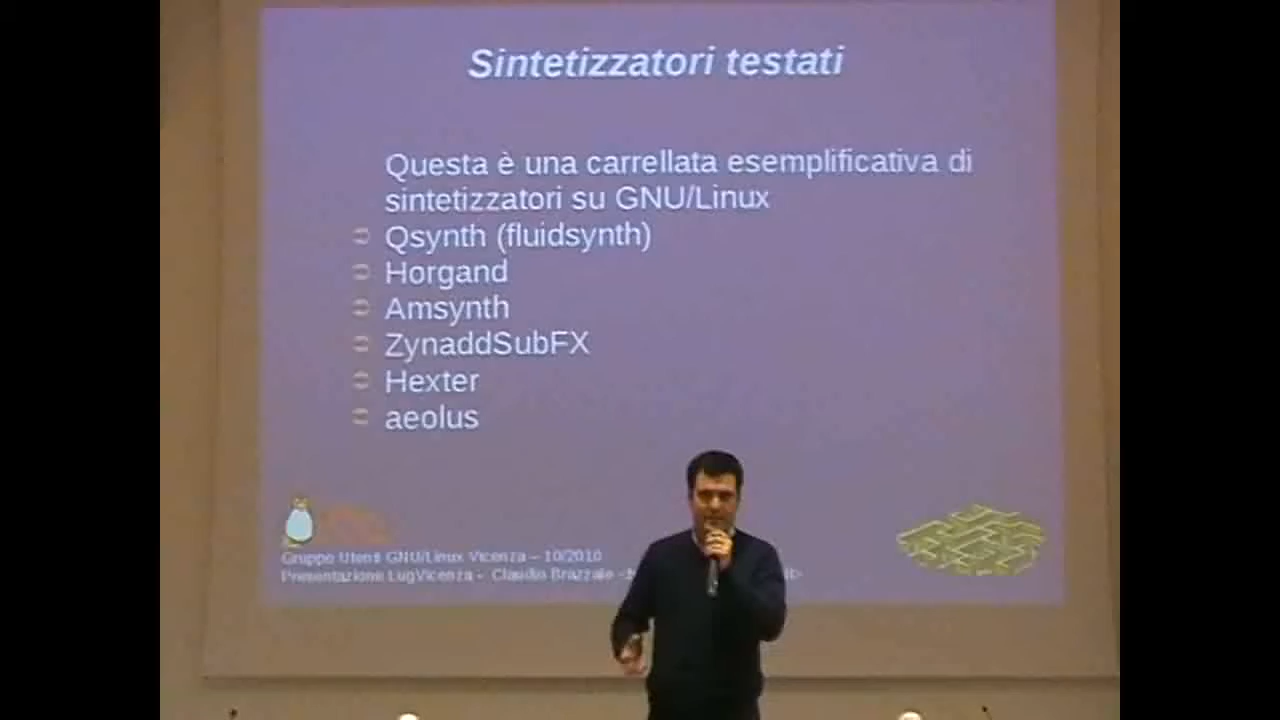 Sintetizzatori testati
Questa è una carrellata esemplificativa di
sintetizzatori su GNU/Linux
Qsynth (fluidsynth)
Horgand
Amsynth
ZynaddSubFX
Hexter
aeolus
Gruppo Utenti GNU/Linux Vicenza – 10/2010
Presentazione LugVicenza - Claudio Brazzale